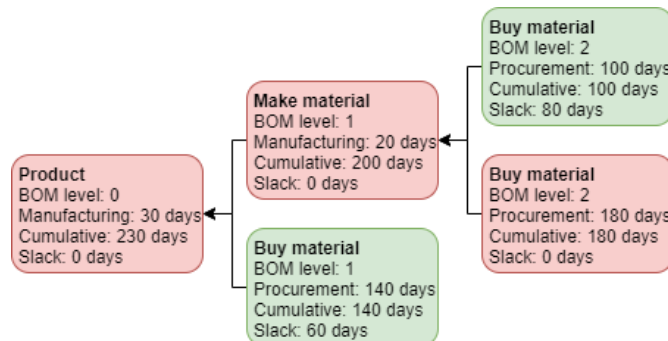 Buy material
BOM level: 2
Procurement: 100 days
Cumulative: 100 days
Slack: 80 days
Make material
BOM level: 1
Manufacturing: 20 days
Cumulative: 200 days
Slack: 0 days
Product
BOM level: 0
Manufacturing: 30 days
Cumulative: 230 days
Slack: 0 days
Buy material
BOM level: 2
Procurement: 180 days
Cumulative: 180 days
Slack: 0 days
Buy material
BOM level: 1
Procurement: 140 days
Cumulative: 140 days
Slack: 60 days